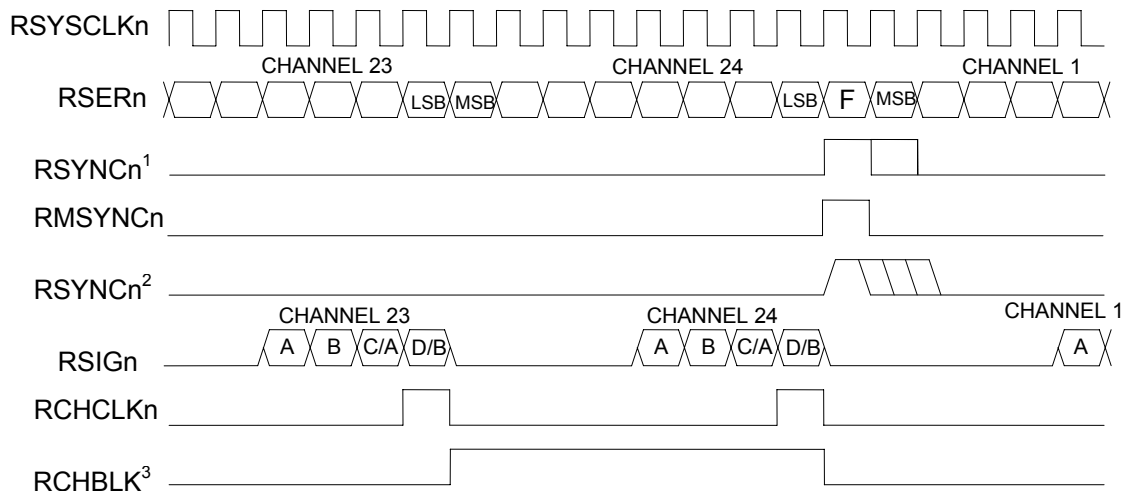 RSYSCLKn
CHANNEL 23 CHANNEL 24 CHANNEL 1
RSERn LSB MSB LSB F MSB
RSYNCn1
RMSYNCn
RSYNCn2
CHANNEL 23 CHANNEL 24 CHANNEL 1
RSIGn A B C/A D/B A B C/A D/B A
RCHCLKn
RCHBLK3